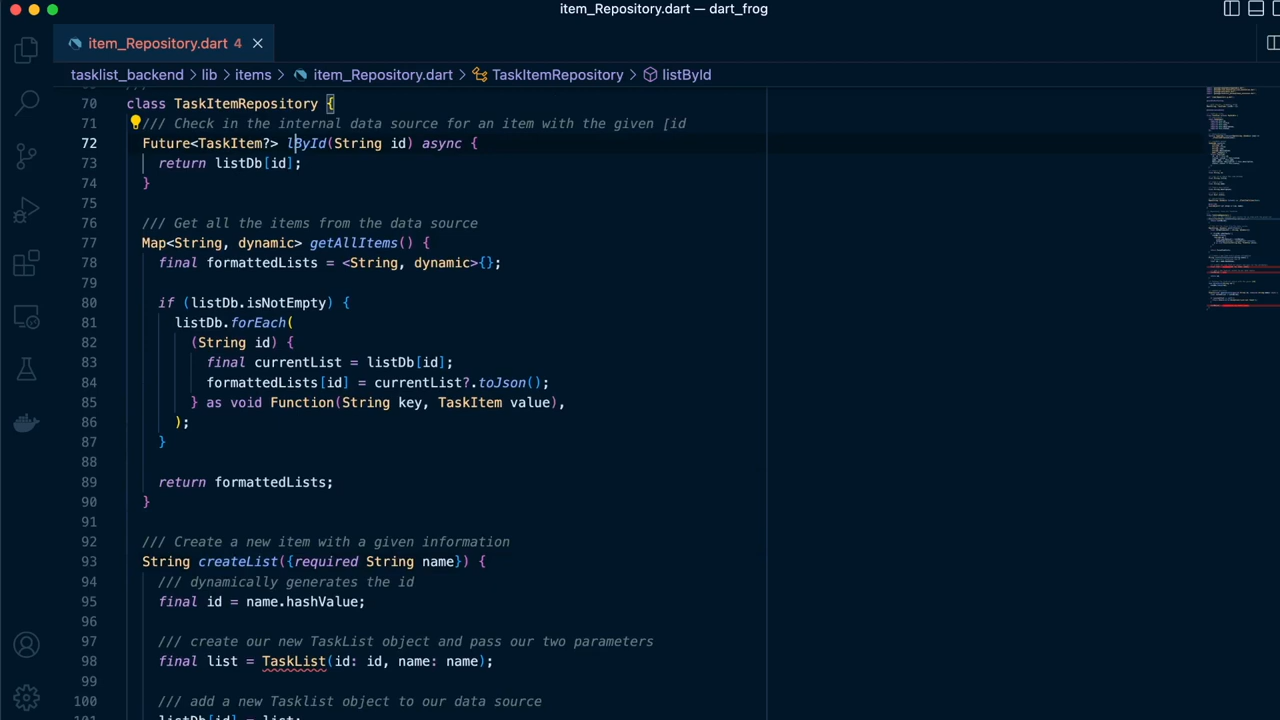 item_Repository.dart — dart_frog
item_Repository.dart 4
tasklist_backend > lib > items > item_Repository.dart > TaskItemRepository > listById
70 class TaskItemRepository {
71 /// Check in the internal data source for an item with the given [id
72 Future<TaskItem?> lById(String id) async {
73 return listDb[id];
74 }
75
76 /// Get all the items from the data source
77 Map<String, dynamic> getAllItems() {
78 final formattedLists = <String, dynamic>{};
79
80 if (listDb.isNotEmpty) {
81 listDb.forEach(
82 (String id) {
83 final currentList = listDb[id];
84 formattedLists[id] = currentList?.toJson();
85 } as void Function(String key, TaskItem value),
86 );
87 }
88
89 return formattedLists;
90 }
91
92 /// Create a new item with a given information
93 String createList({required String name}) {
94 /// dynamically generates the id
95 final id = name.hashValue;
96
97 /// create our new TaskList object and pass our two parameters
98 final list = TaskList(id: id, name: name);
99
100 /// add a new Tasklist object to our data source
101 listDb[id] = list;